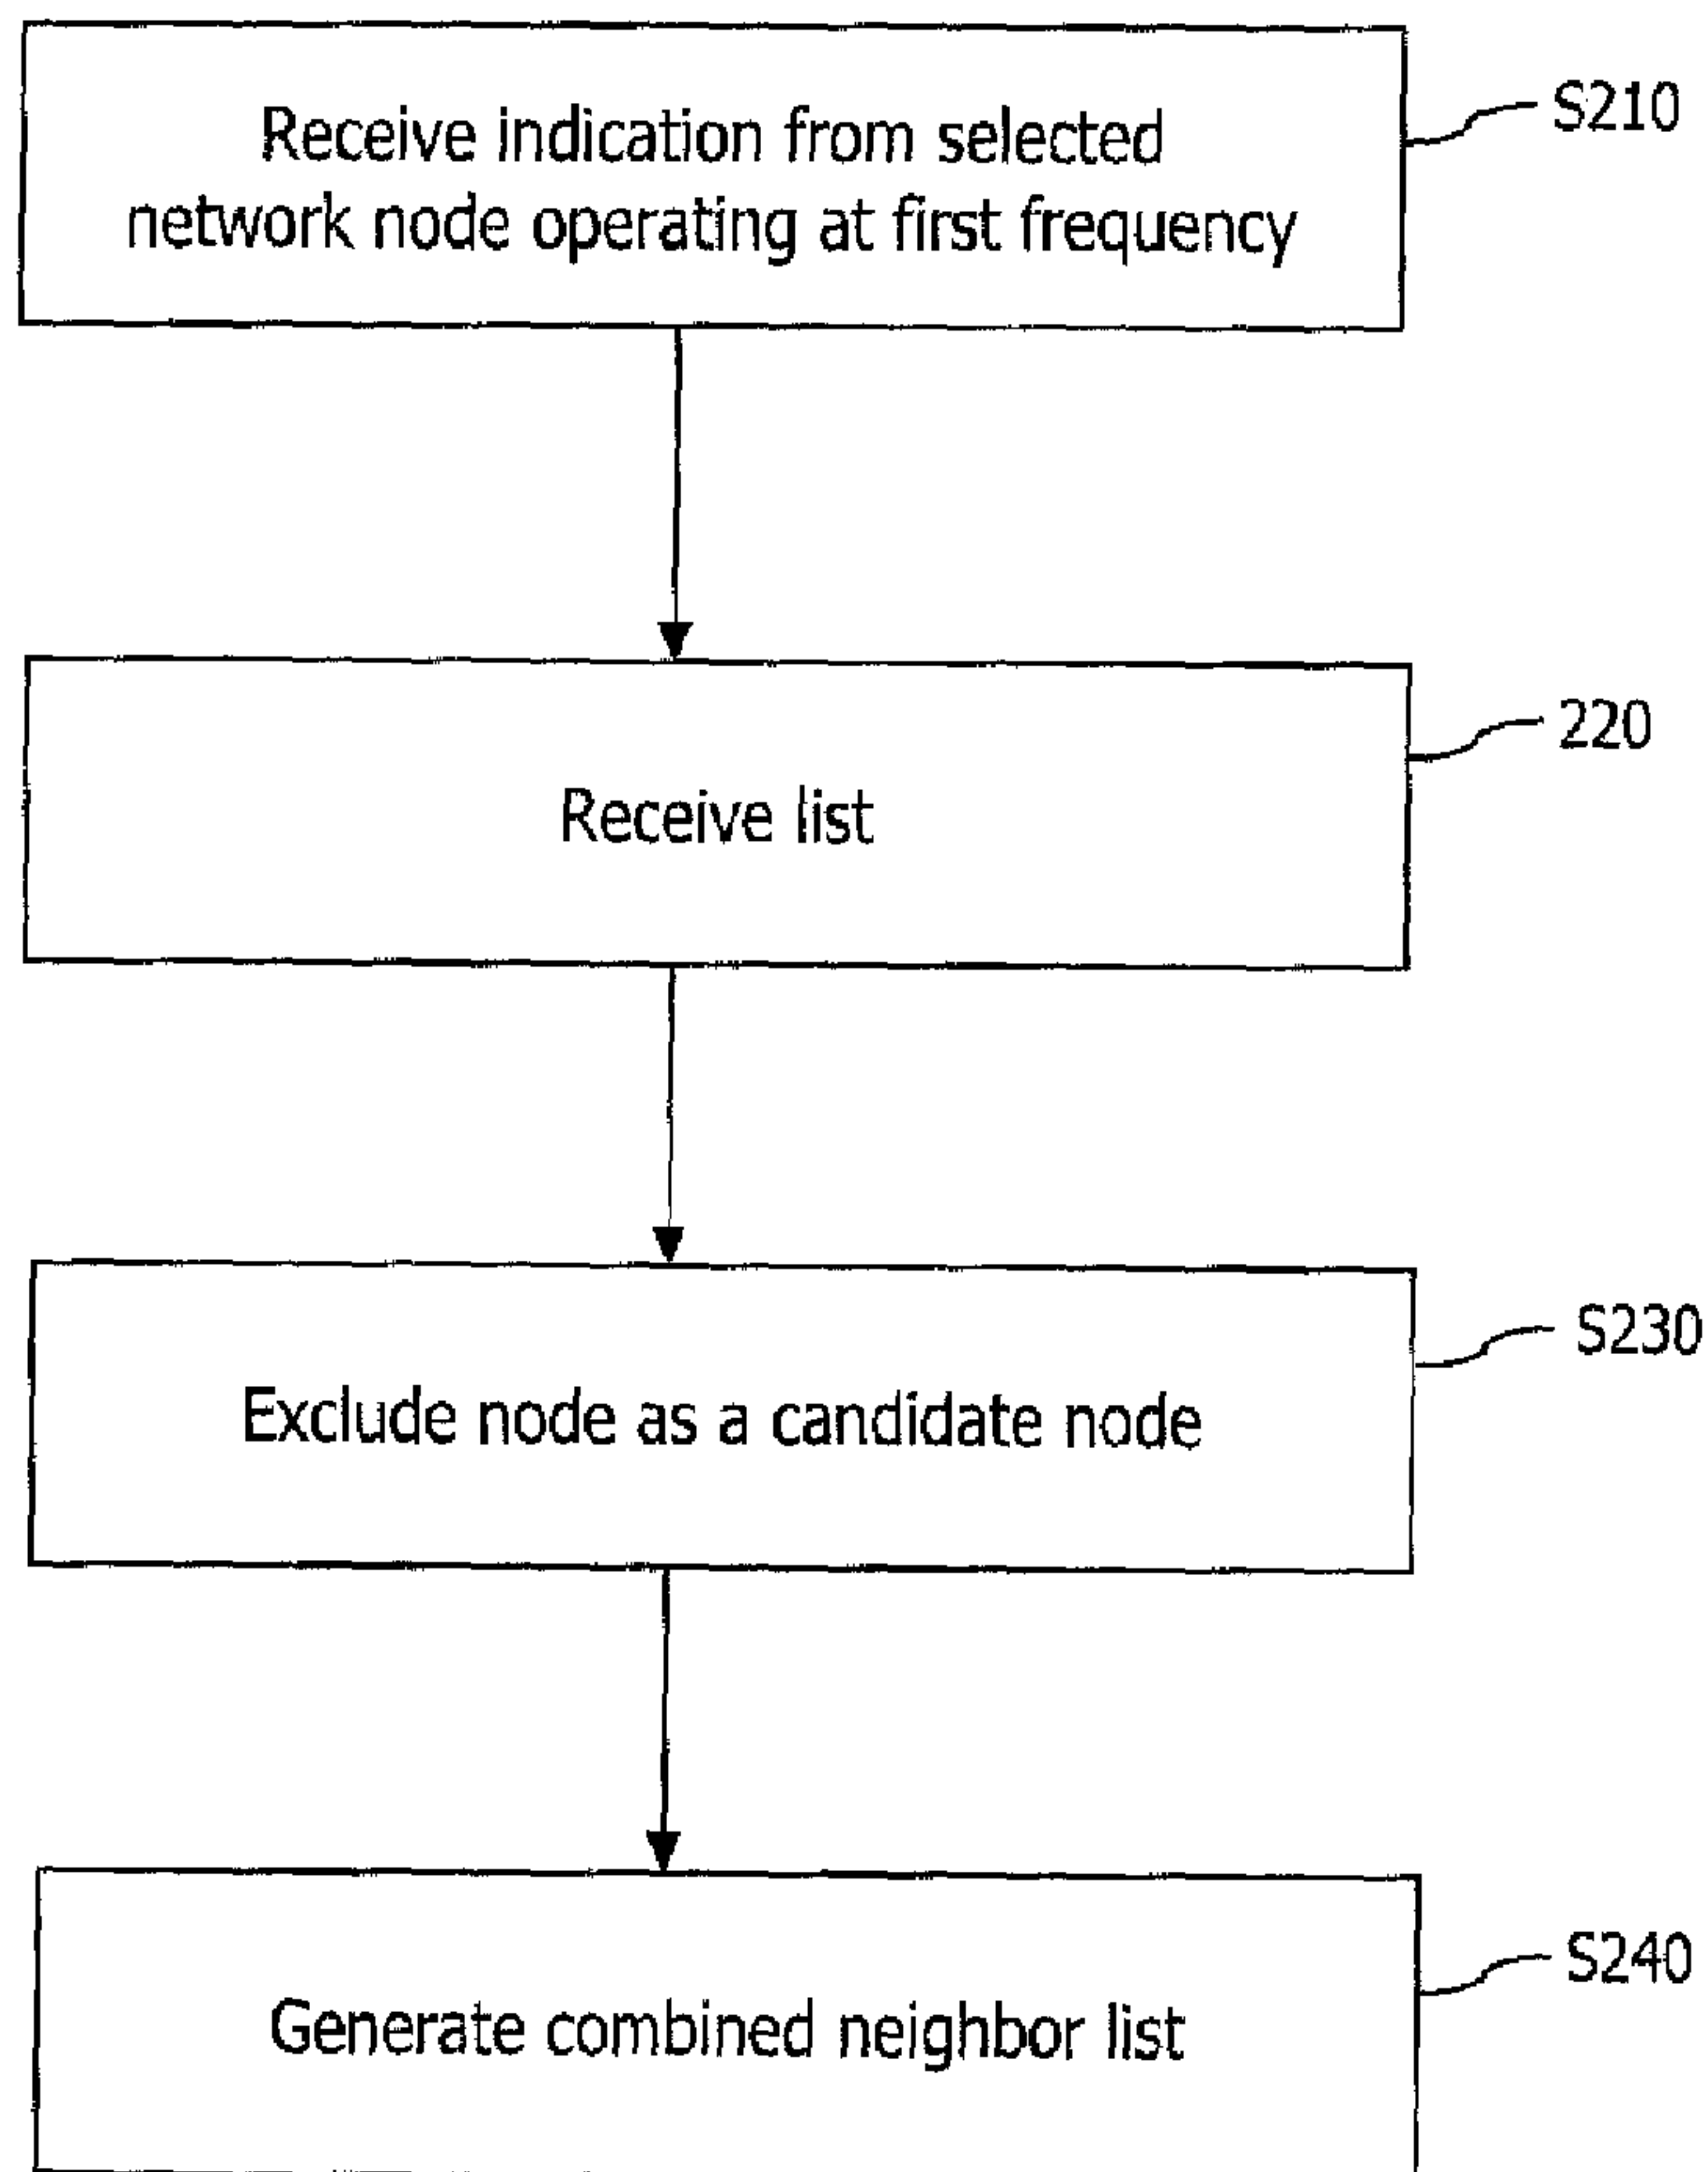 Receive indication from selected
network node operating at first frequency
S210
Receive list
220
Exclude node as a candidate node
S230
Generate combined neighbor list
S240